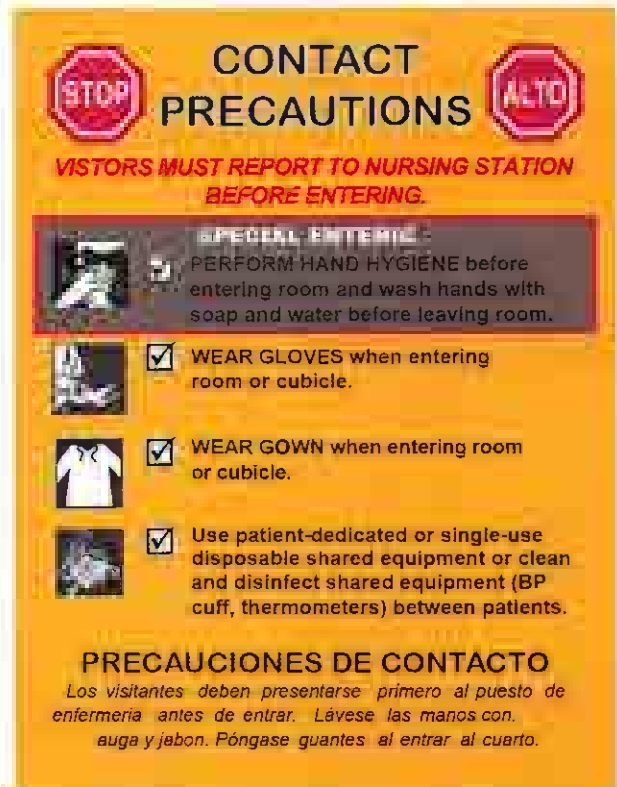 STOP
CONTACT
PRECAUTIONS
ALTO
VISTORS MUST REPORT TO NURSING STATION
BEFORE ENTERING.
SPECIAL ENTERIC
PERFORM HAND HYGIENE before
entering room and wash hands with
soap and water before leaving room.
WEAR GLOVES when entering
room or cubicle.
WEAR GOWN when entering room
or cubicle.
Use patient-dedicated or single-use
disposable shared equipment or clean
and disinfect shared equipment (BP
cuff, thermometers) between patients.
PRECAUCIONES DE CONTACTO
Los visitantes deben presentarse primero al puesto de
enfermeria antes de entrar. Lávese las manos con.
auga y jabon. Póngase guantes al entrar al cuarto.